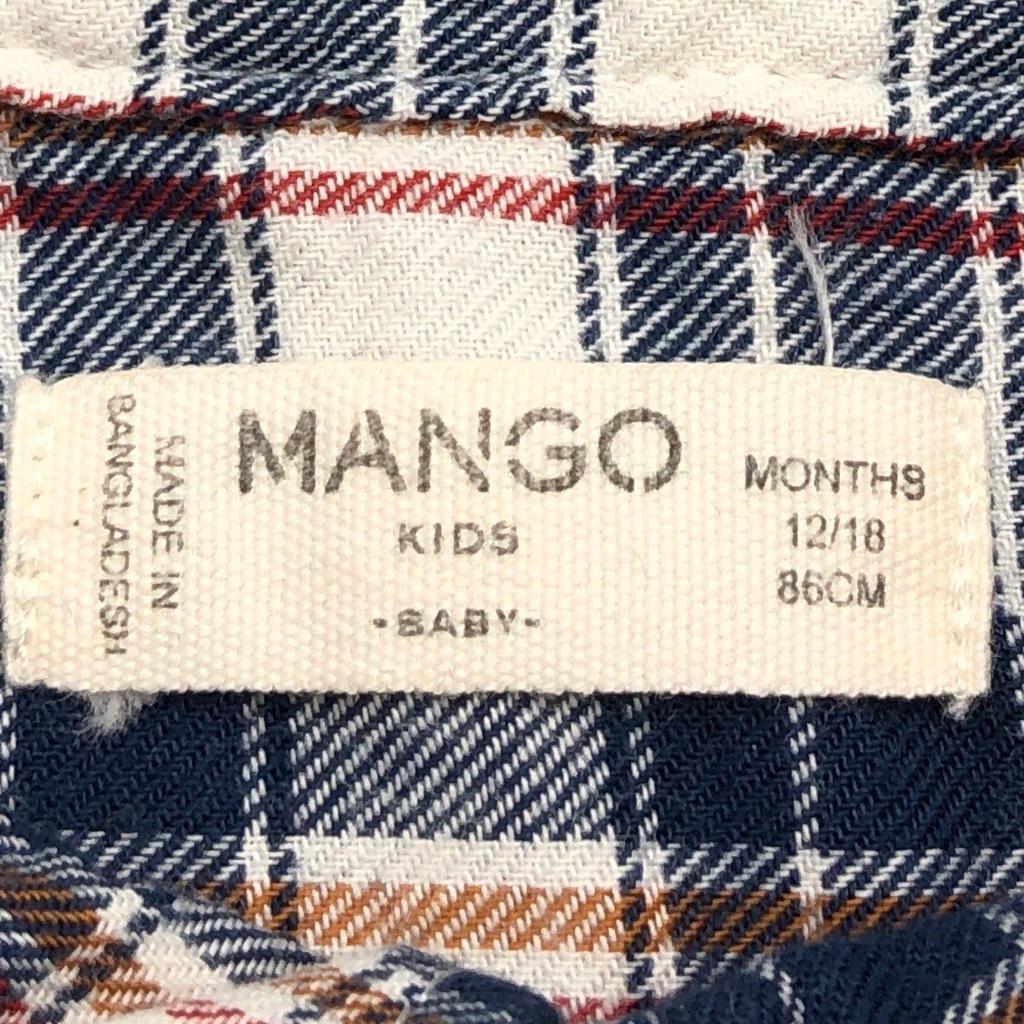 MADE IN
BANGLADESH
MANGO
KIDS
-BABY-
MONTHS
12/18
86CM